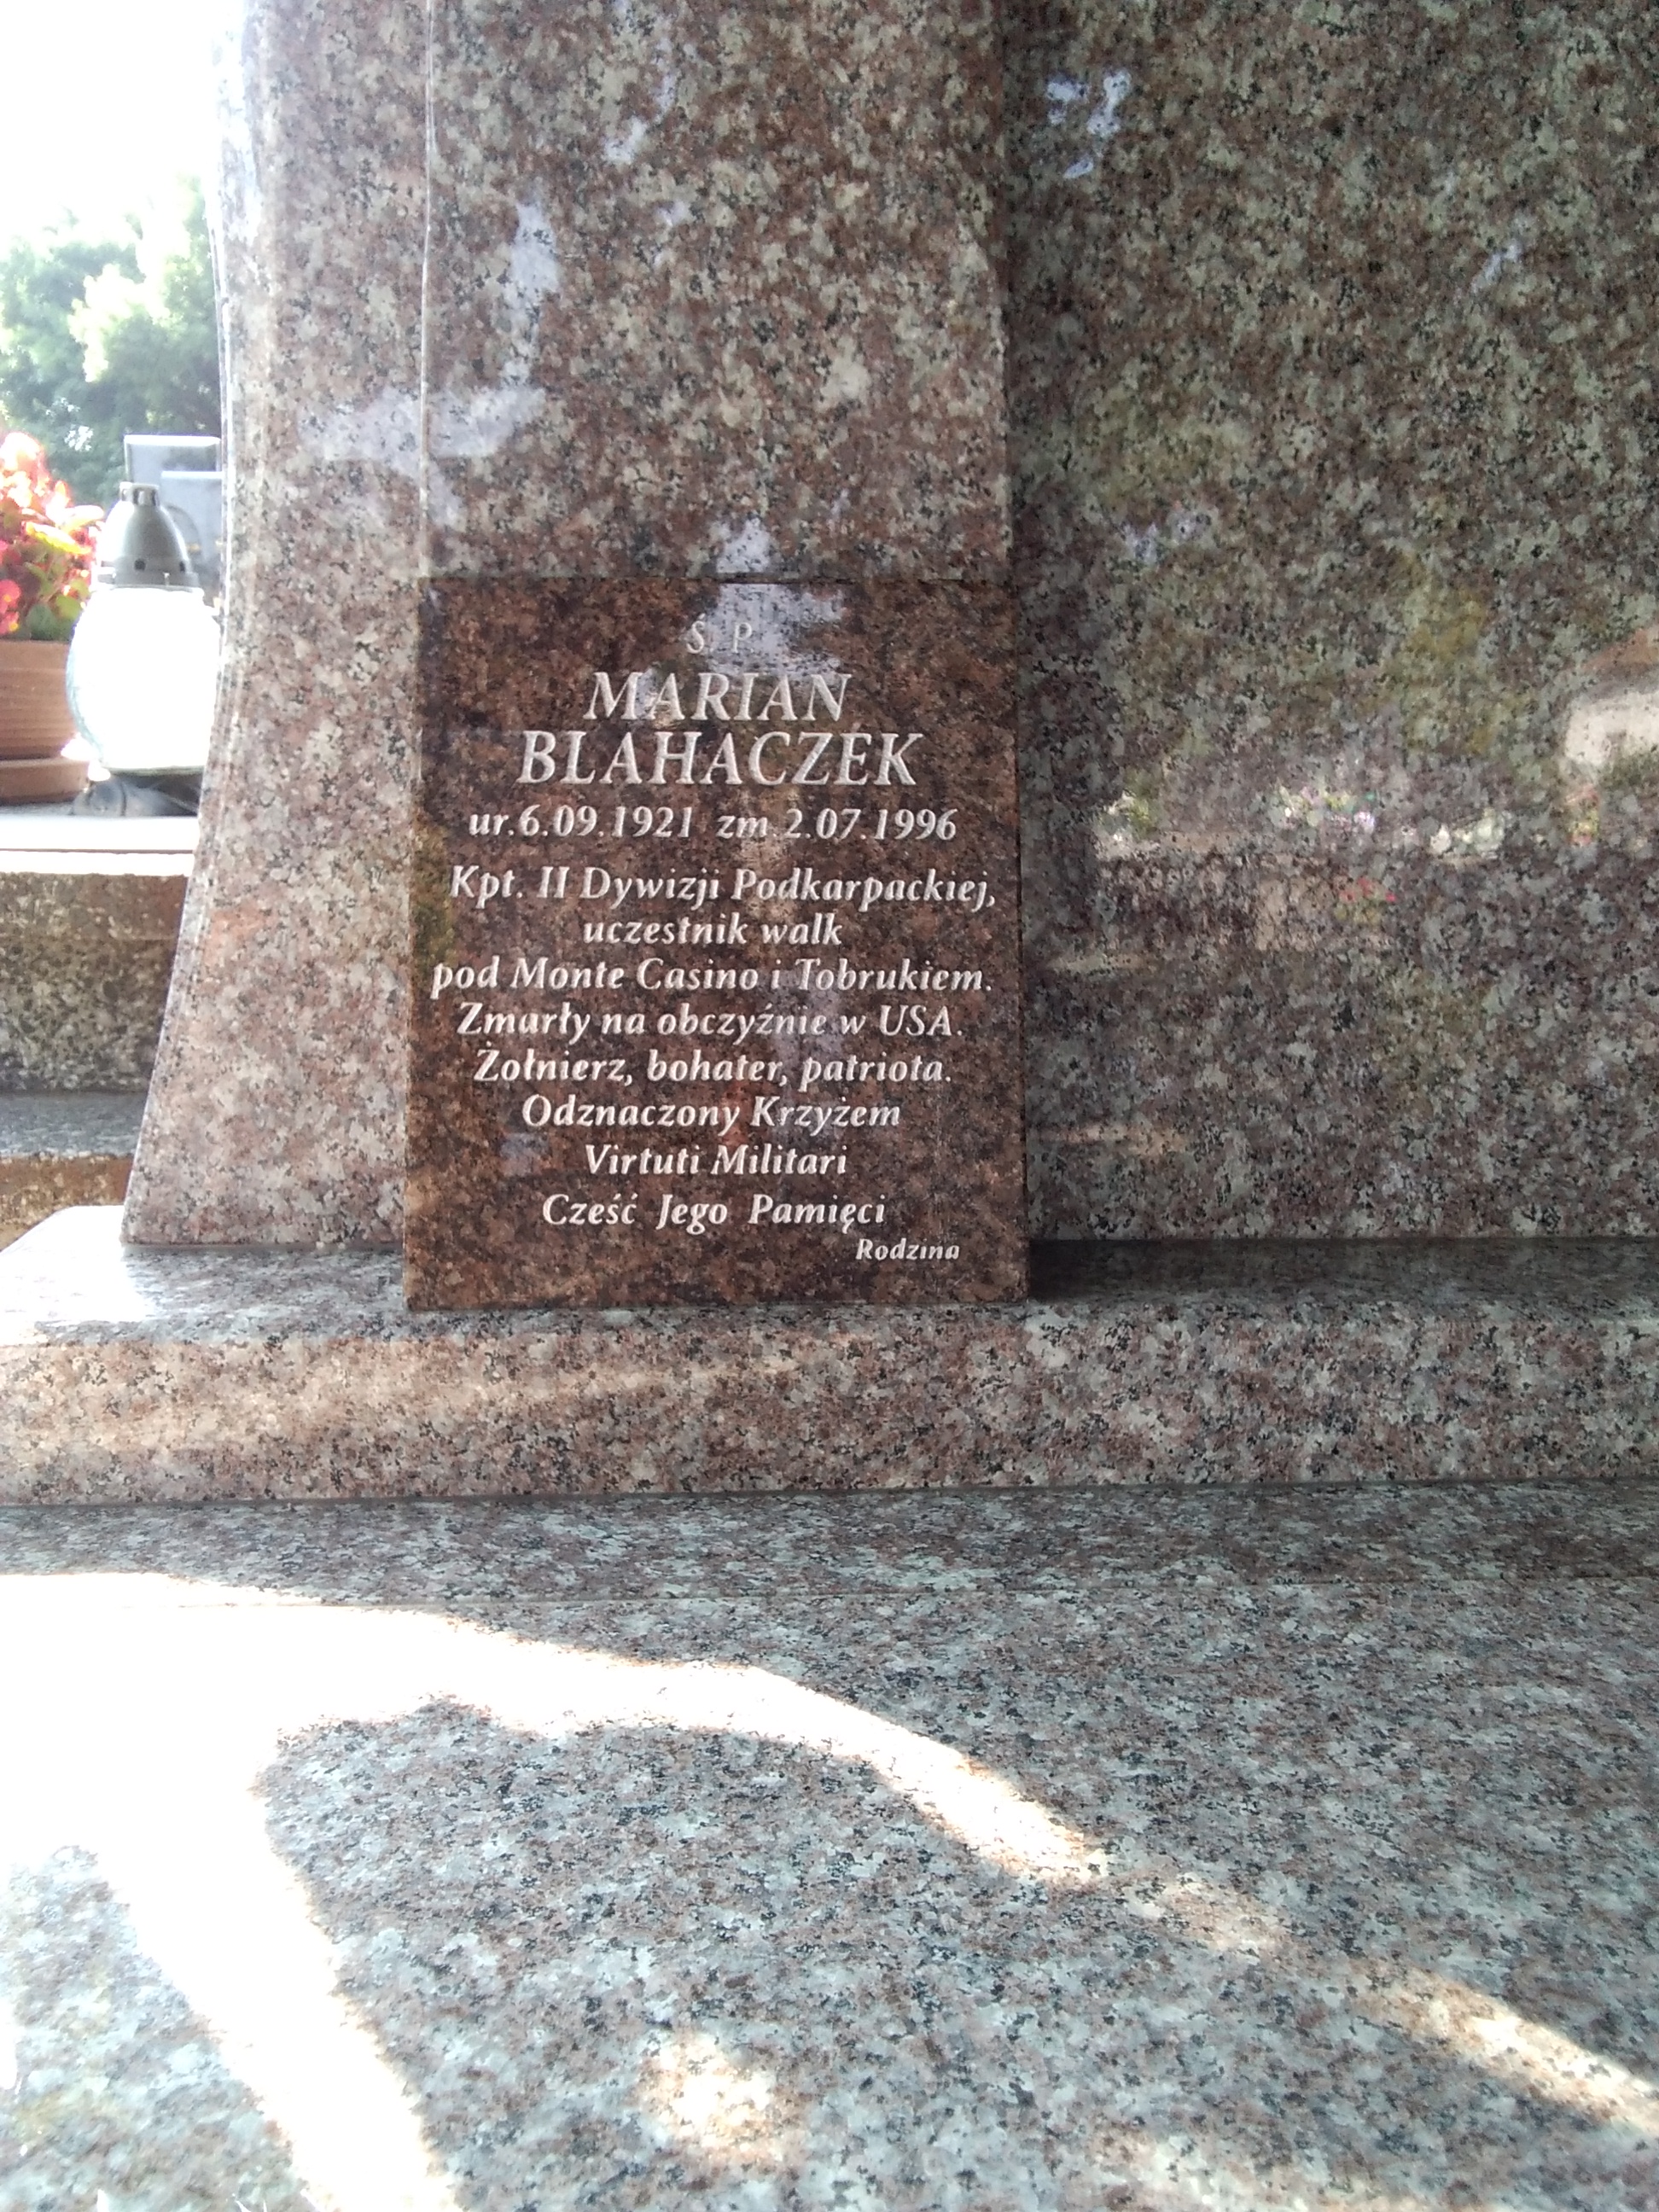 Ś P
MARIAN
BLAHACZEK
ur.6.09.1921 zm.2.07.1996
Kpt. II Dywizji Podkarpackiej,
uczestnik walk
pod Monte Casino i Tobrukiem.
Zmarły na obczyźnie w USA.
Żołnierz, bohater, patriota.
Odznaczony Krzyżem
Virtuti Militari
Cześć Jego Pamięci
Rodzina